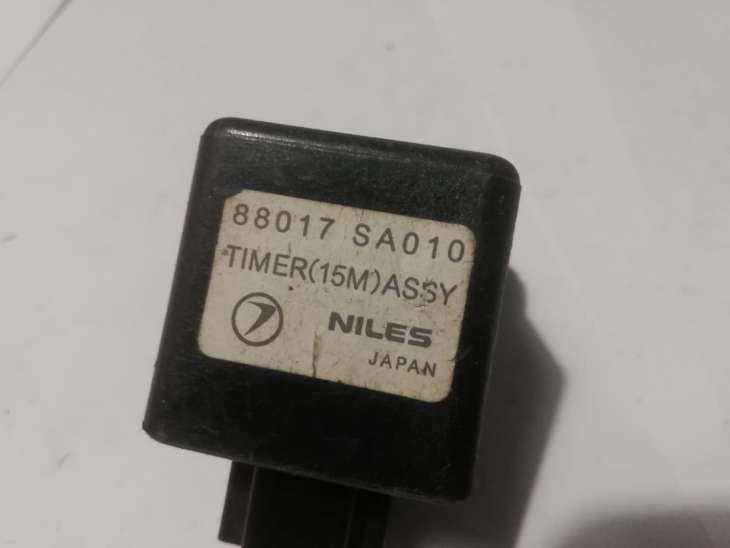 88017 SA010
TIMER(15M)ASSY
NILES
JAPAN